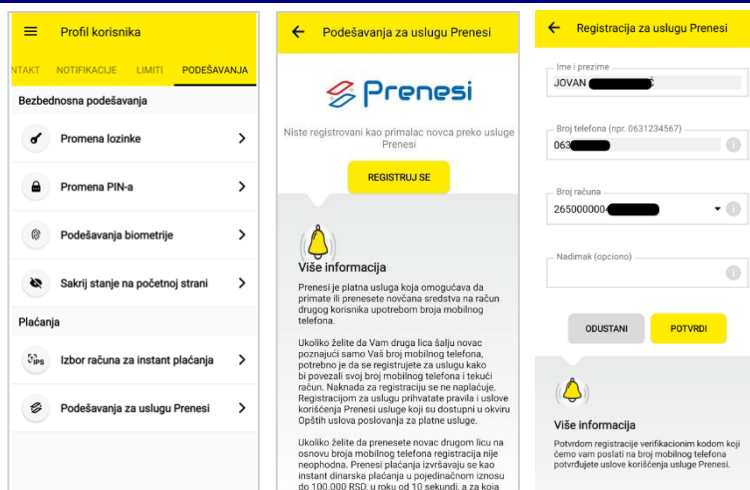 Profil korisnika
NTAKT NOTIFIKACIJE LIMITI PODEŠAVANJA
Bezbednosna podešavanja
Promena lozinke
Promena PIN-a
Podešavanja biometrije
Sakrij stanje na početnoj strani
Plaćanja
IPS Izbor računa za instant plaćanja
Podešavanja za uslugu Prenesi
Podešavanja za uslugu Prenesi
Prenesi
Niste registrovani kao primalac novca preko usluge
Prenesi
REGISTRUJ SE
Više informacija
Prenesi je platna usluga koja omogućava da
primate ili prenesete novčana sredstva na račun
drugog korisnika upotrebom broja mobilnog
telefona.
Ukoliko želite da Vam druga lica šalju novac
poznajući samo Vaš broj mobilnog telefona,
potrebno je da se registrujete za uslugu kako
bi povezali svoj broj mobilnog telefona i tekući
račun. Naknada za registraciju se ne naplaćuje.
Registracijom za uslugu prihvatate pravila i uslove
korišćenja Prenesi usluge koji su dostupni u okviru
Opštih uslova poslovanja za platne usluge.
Ukoliko želite da prenesete novac drugom licu na
osnovu broja mobilnog telefona registracija nije
neophodna. Prenesi plaćanja izvršavaju se kao
instant dinarska plaćanja u pojedinačnom iznosu
do 100.000 RSD, u roku od 10 sekundi, a za koja
Registracija za uslugu Prenesi
Ime i prezime
JOVAN
Broj telefona (npr. 0631234567)
063
Broj računa
265000000
Nadimak (opciono)
ODUSTANI POTVRDI
Više informacija
Potvrdom registracije verifikacionim kodom koji
ćemo vam poslati na broj mobilnog telefona
potvrđujete uslove korišćenja usluge Prenesi.